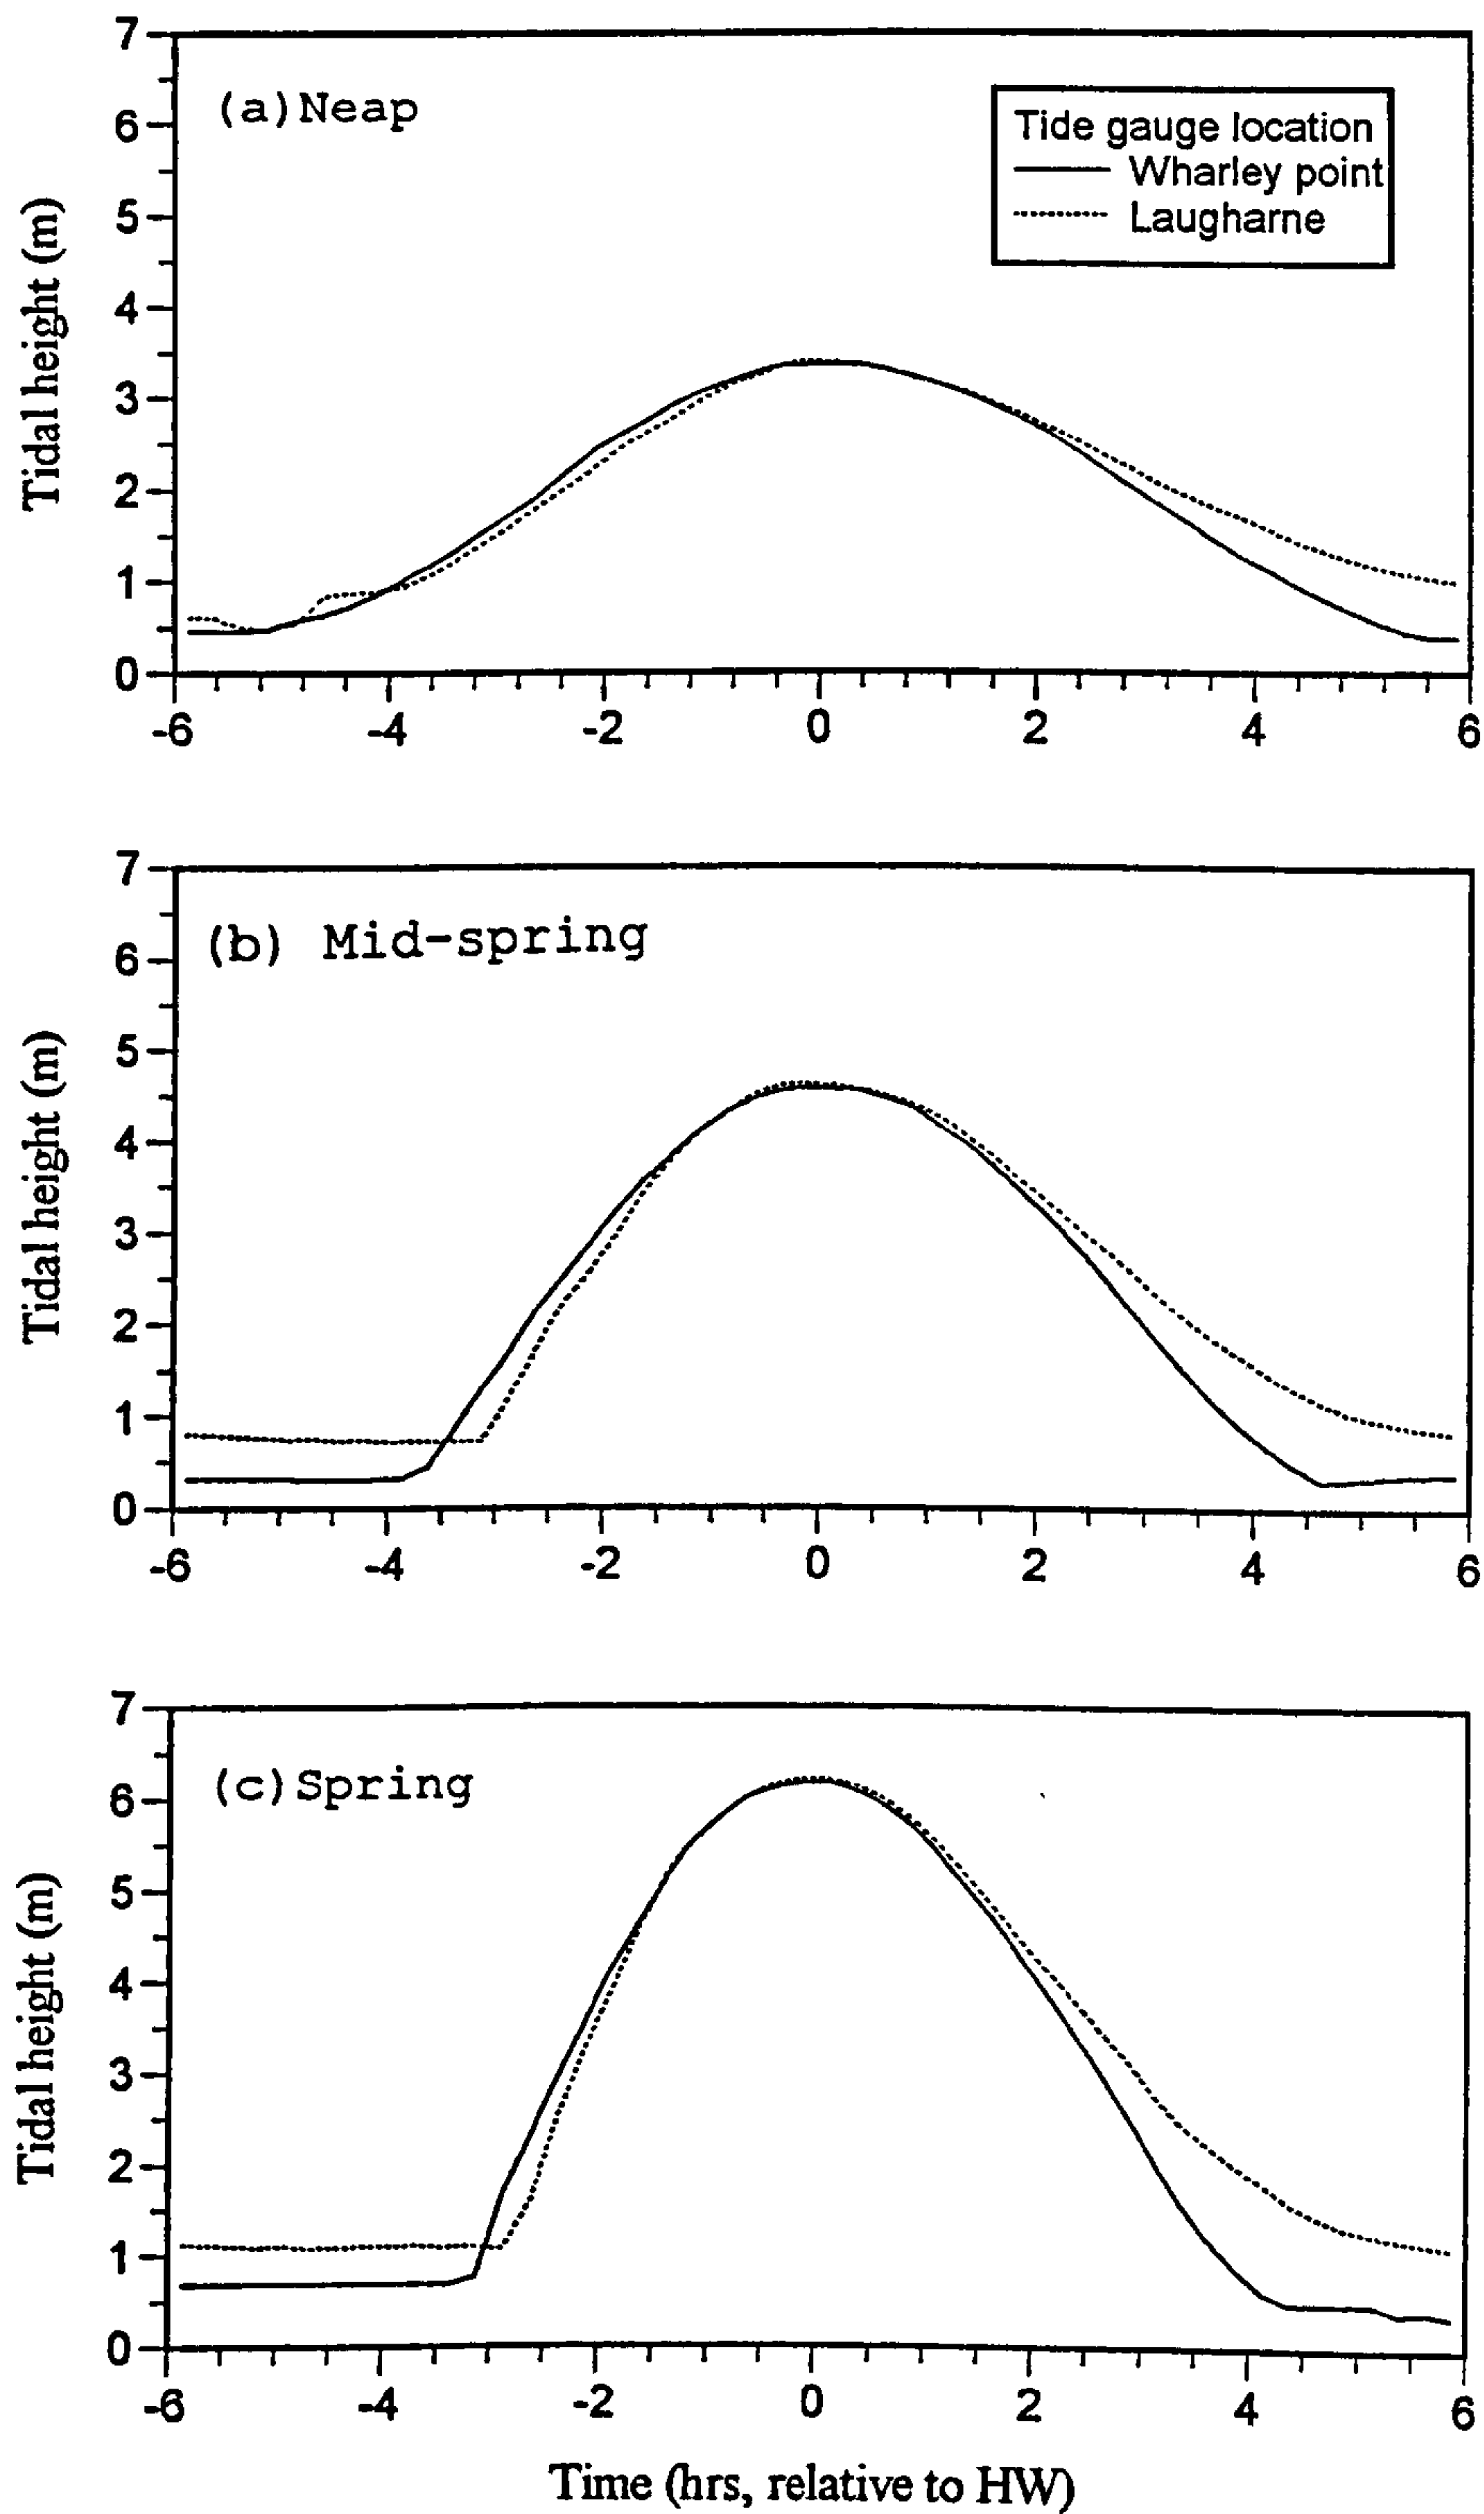 7
6
5
4
3
2
1
0
Tidal height (m)
(a)Neap
Tide gauge location
Wharley point
Laugharne
-6 -4 -2 0 2 4 6
7
6
5
4
3
2
1
0
Tidal height (m)
(b) Mid-spring
-6 -4 -2 0 2 4 6
7
6
5
4
3
2
1
0
Tidal height (m)
(c)Spring
-6 -4 -2 0 2 4 6
Time (hrs, relative to HW)